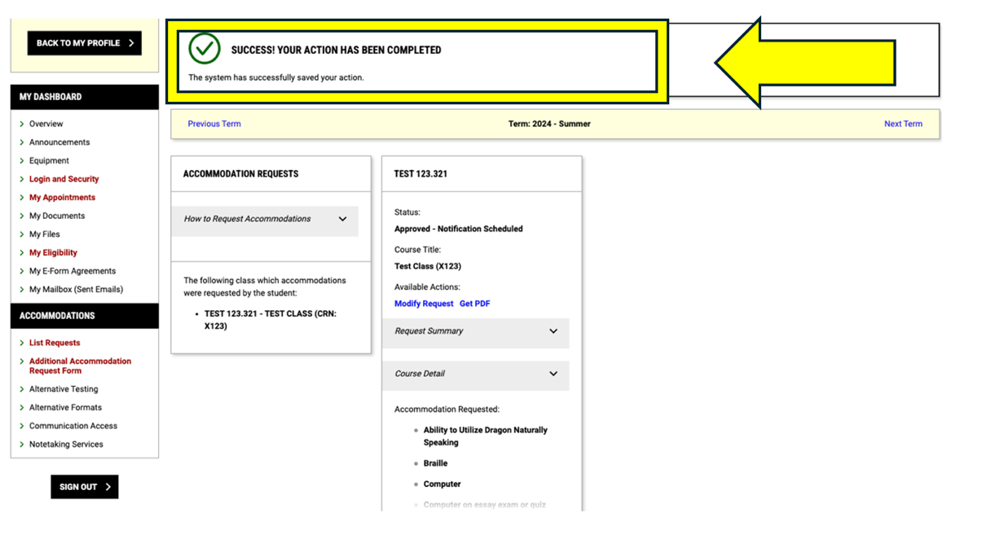 BACK TO MY PROFILE
SUCCESS! YOUR ACTION HAS BEEN COMPLETED
The system has successfully saved your action.
MY DASHBOARD
Overview
Announcements
Equipment
Login and Security
My Appointments
My Documents
My Files
My Eligibility
My E-Form Agreements
My Mailbox (Sent Emails)
ACCOMMODATIONS
List Requests
Additional Accommodation
Request Form
Alternative Testing
Alternative Formats
Communication Access
Notetaking Services
SIGN OUT
Previous Term
Term: 2024 - Summer
Next Term
ACCOMMODATION REQUESTS
How to Request Accommodations
The following class which accommodations
were requested by the student:
TEST 123.321 - TEST CLASS (CRN:
X123)
TEST 123.321
Status:
Approved - Notification Scheduled
Course Title:
Test Class (X123)
Available Actions:
Modify Request Get PDF
Request Summary
Course Detail
Accommodation Requested:
Ability to Utilize Dragon Naturally
Speaking
Braille
Computer
Computer on essay exam or quiz